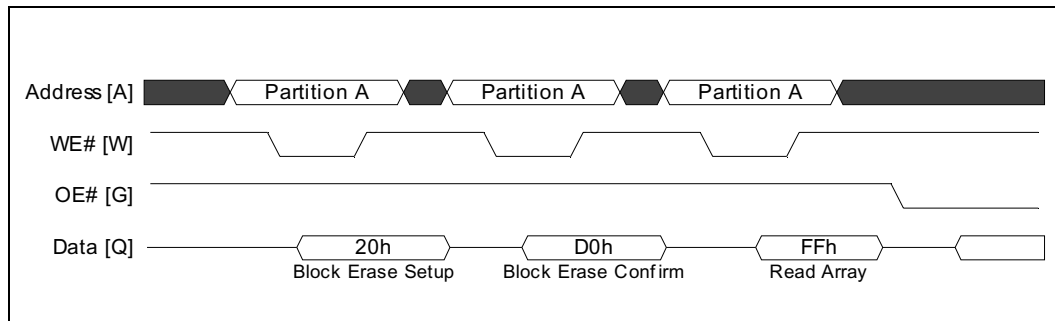 Address [A] Partition A Partition A Partition A
WE# [W]
OE# [G]
Data [Q] 20h D0h FFh
Block Erase Setup Block Erase Confirm Read Array